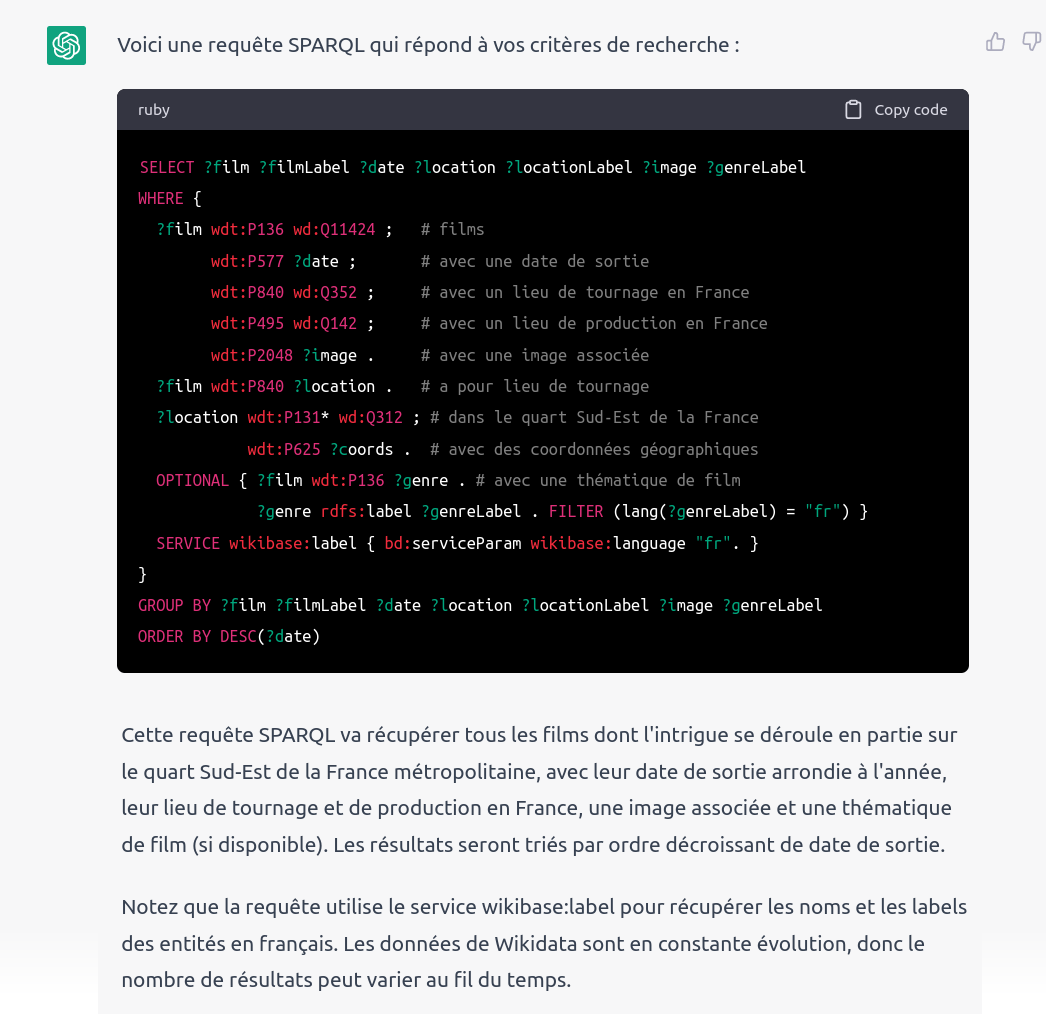 Voici une requête SPARQL qui répond à vos critères de recherche :
ruby
Copy code
SELECT ?film ?filmLabel ?date ?location ?locationLabel ?image ?genreLabel
WHERE {
  ?film wdt:P136 wd:Q11424 ;   # films
        wdt:P577 ?date ;       # avec une date de sortie
        wdt:P840 wd:Q352 ;     # avec un lieu de tournage en France
        wdt:P495 wd:Q142 ;     # avec un lieu de production en France
        wdt:P2048 ?image .     # avec une image associée
  ?film wdt:P840 ?location .   # a pour lieu de tournage
  ?location wdt:P131* wd:Q312 ; # dans le quart Sud-Est de la France
            wdt:P625 ?coords .  # avec des coordonnées géographiques
  OPTIONAL { ?film wdt:P136 ?genre . # avec une thématique de film
             ?genre rdfs:label ?genreLabel . FILTER (lang(?genreLabel) = "fr") }
  SERVICE wikibase:label { bd:serviceParam wikibase:language "fr". }
}
GROUP BY ?film ?filmLabel ?date ?location ?locationLabel ?image ?genreLabel
ORDER BY DESC(?date)
Cette requête SPARQL va récupérer tous les films dont l'intrigue se déroule en partie sur
le quart Sud-Est de la France métropolitaine, avec leur date de sortie arrondie à l'année,
leur lieu de tournage et de production en France, une image associée et une thématique
de film (si disponible). Les résultats seront triés par ordre décroissant de date de sortie.
Notez que la requête utilise le service wikibase:label pour récupérer les noms et les labels
des entités en français. Les données de Wikidata sont en constante évolution, donc le
nombre de résultats peut varier au fil du temps.